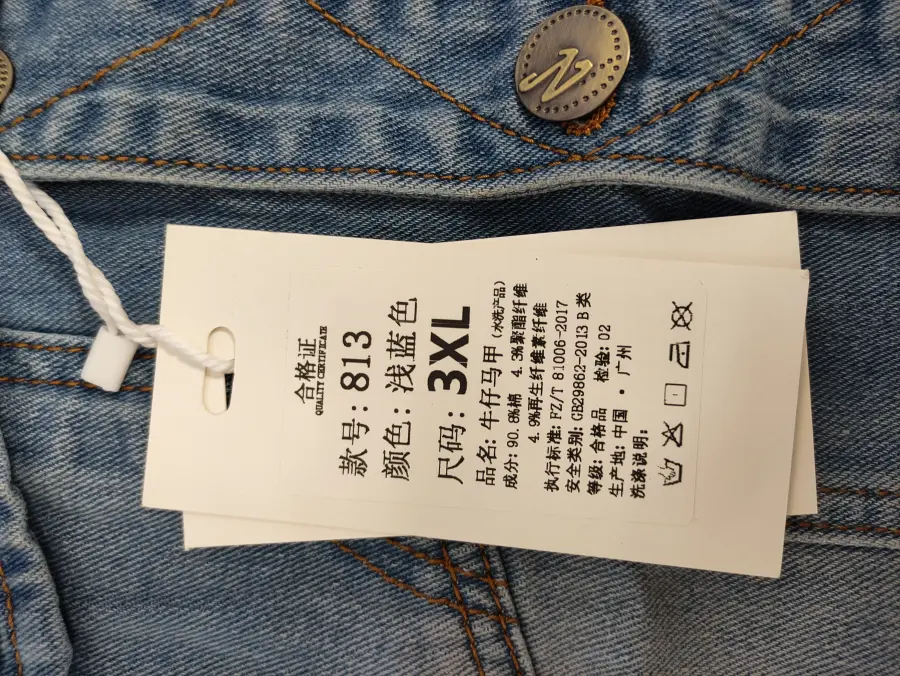 合格证
QUALITY CERTIFICATE
款号: 813
颜色: 浅蓝色
尺码: 3XL
品名: 牛仔马甲 (水洗产品)
成分: 90.8%棉 4.3%聚酯纤维
4.9%再生纤维素纤维
执行标准: FZ/T 81006-2017
安全类别: GB29862-2013 B 类
等级: 合格品 检验: 02
生产地: 中国 · 广州
洗涤说明:
N